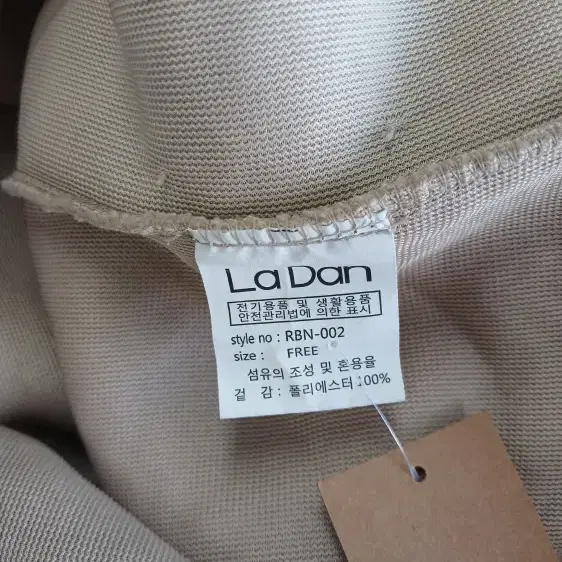 La Dan
전기용품 및 생활용품
안전관리법에 의한 표시
style no : RBN-002
size : FREE
섬유의 조성 및 혼용율
겉 감 : 폴리에스터 100%